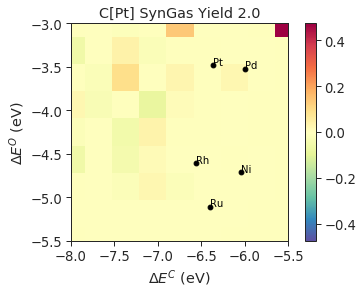 C[Pt] SynGas Yield 2.0
−3.0
−3.5
−4.0
−4.5
−5.0
−5.5
ΔE^O (eV)
Pt
Pd
Rh
Ni
Ru
−8.0 −7.5 −7.0 −6.5 −6.0 −5.5
ΔE^C (eV)
0.4
0.2
0.0
−0.2
−0.4